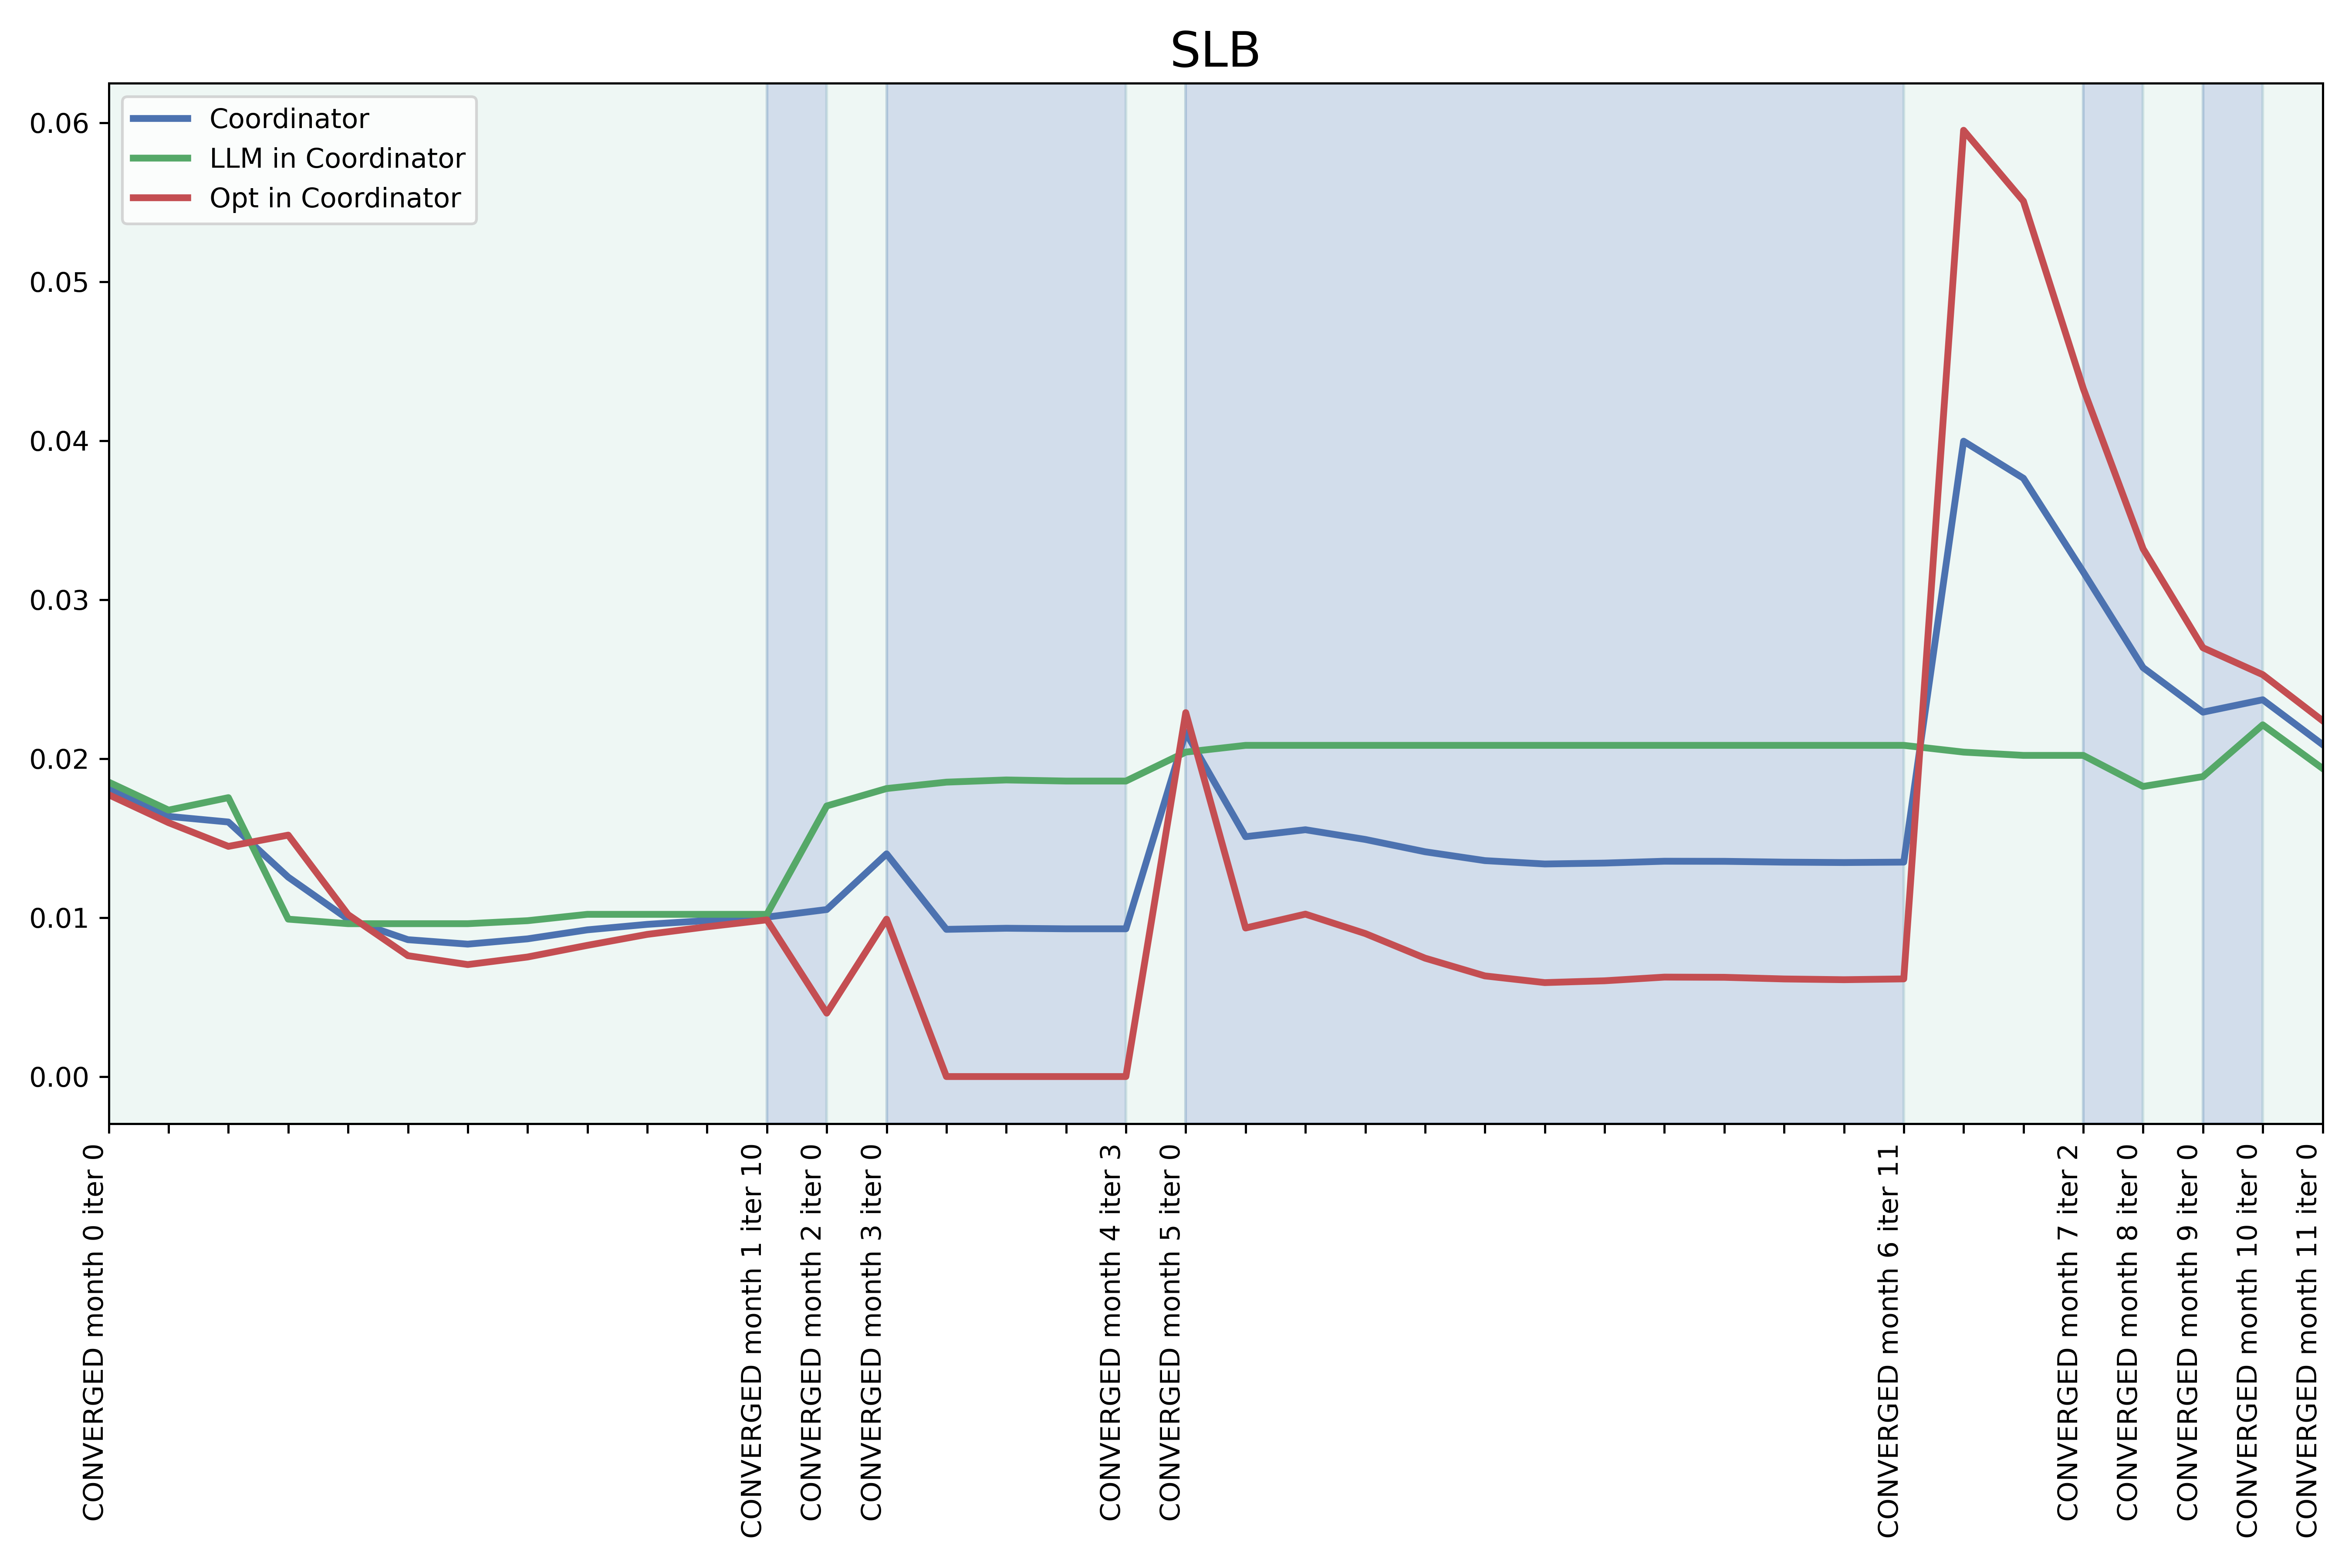 SLB
Coordinator
LLM in Coordinator
Opt in Coordinator
0.06
0.05
0.04
0.03
0.02
0.01
0.00
CONVERGED month 0 iter 0
CONVERGED month 1 iter 10
CONVERGED month 2 iter 0
CONVERGED month 3 iter 0
CONVERGED month 4 iter 3
CONVERGED month 5 iter 0
CONVERGED month 6 iter 11
CONVERGED month 7 iter 2
CONVERGED month 8 iter 0
CONVERGED month 9 iter 0
CONVERGED month 10 iter 0
CONVERGED month 11 iter 0